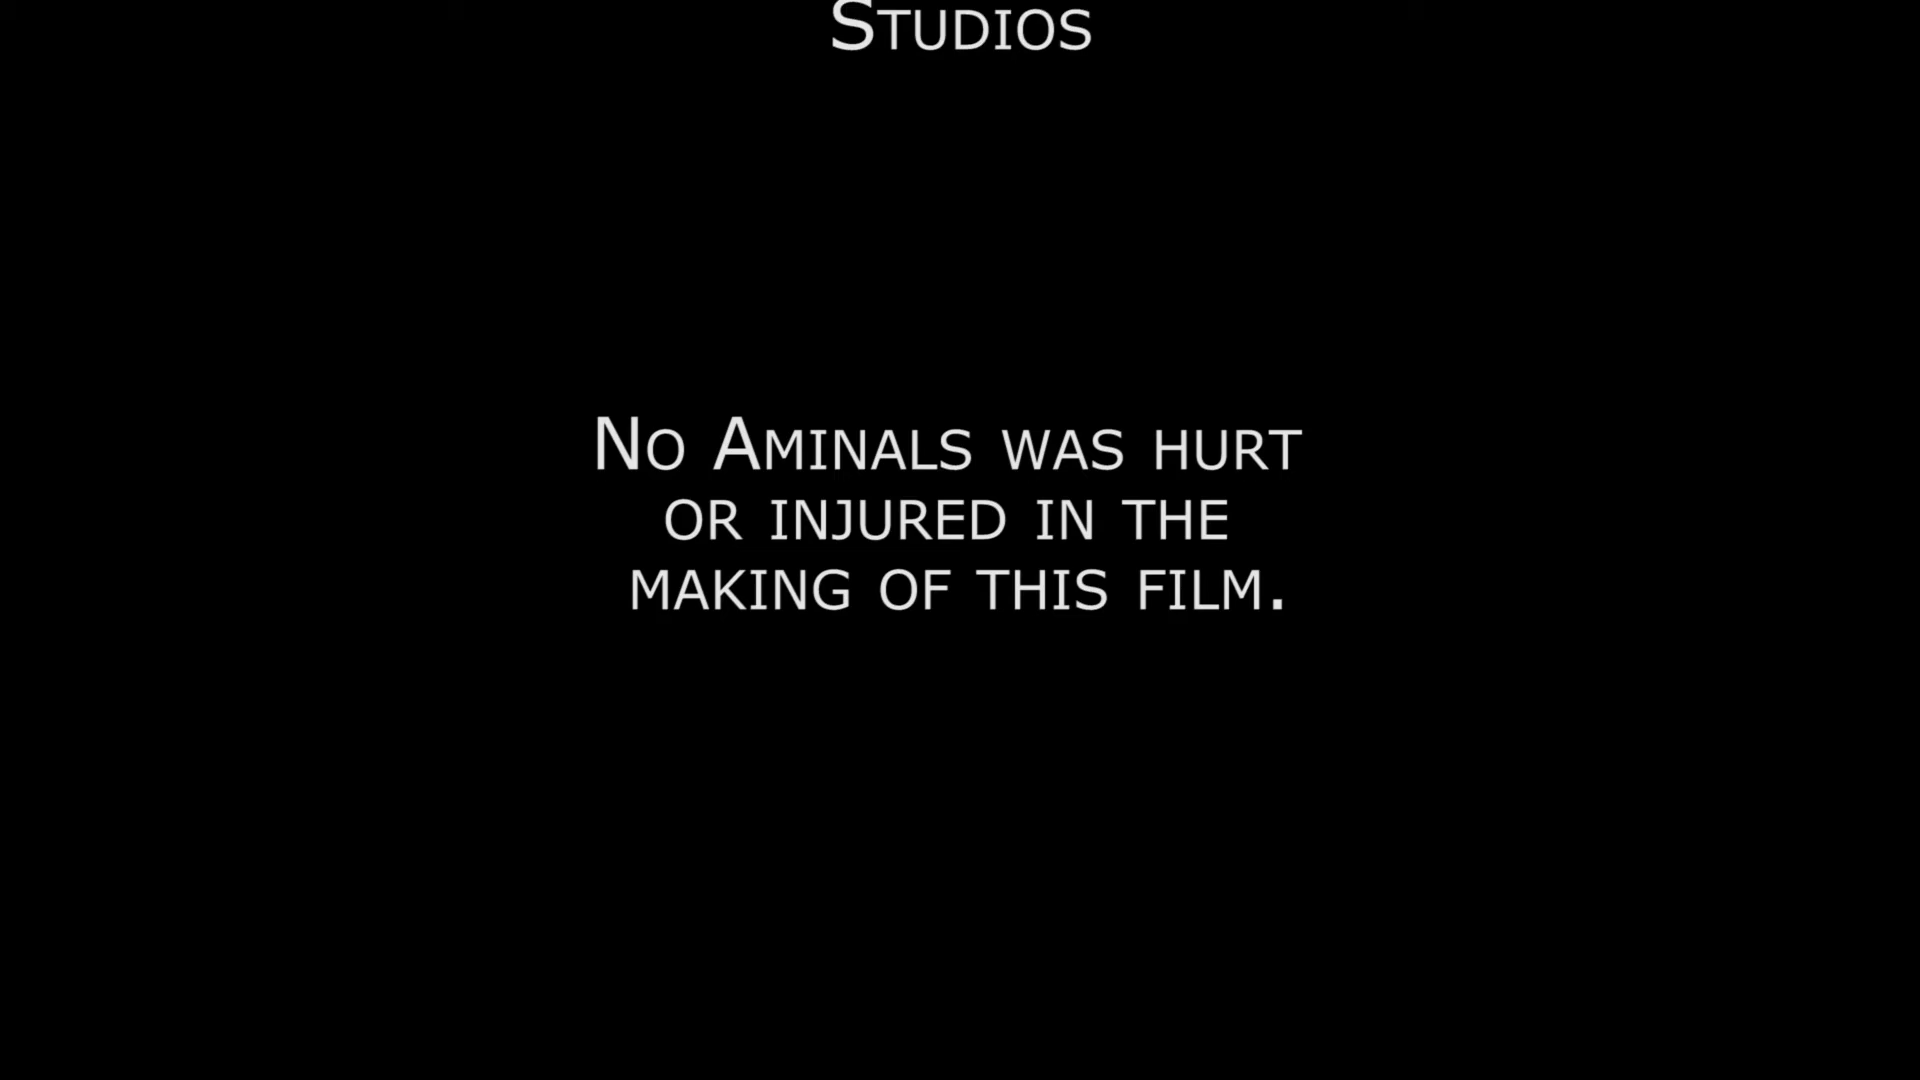 Studios
No Aminals was hurt
or injured in the
making of this film.